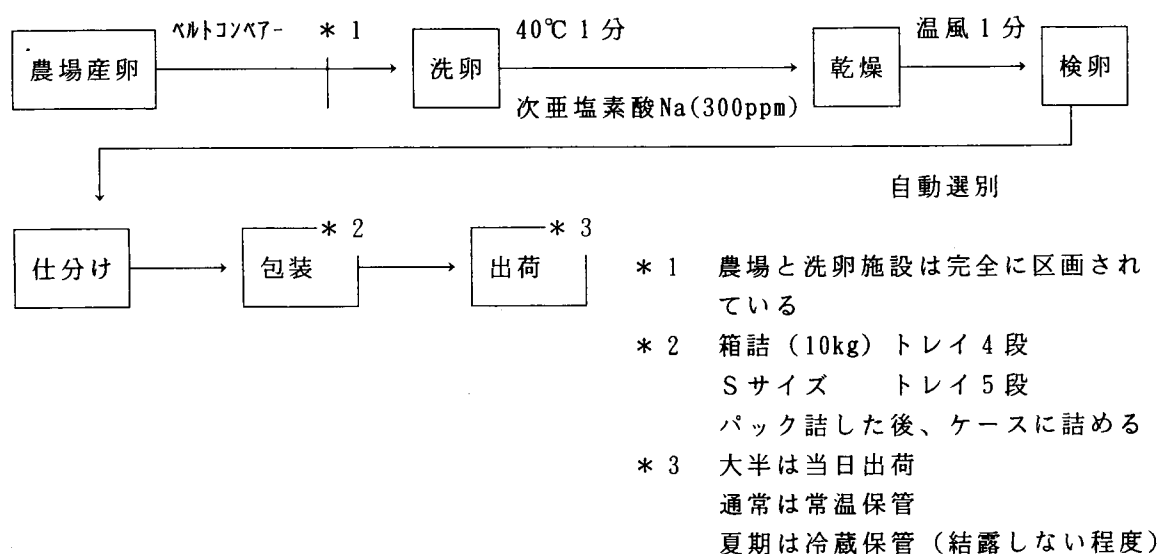 ベルトコンベアー ＊１
農場産卵
洗卵
40℃１分
次亜塩素酸Na(300ppm)
乾燥
温風１分
検卵
自動選別
仕分け
包装
＊２
出荷
＊３
＊１ 農場と洗卵施設は完全に区画され
ている
＊２ 箱詰（10kg）トレイ４段
Ｓサイズ トレイ５段
パック詰した後、ケースに詰める
＊３ 大半は当日出荷
通常は常温保管
夏期は冷蔵保管（結露しない程度）